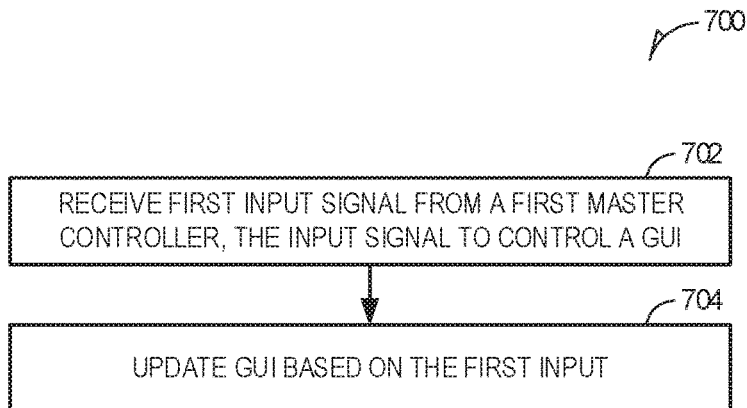 700
702
RECEIVE FIRST INPUT SIGNAL FROM A FIRST MASTER
CONTROLLER, THE INPUT SIGNAL TO CONTROL A GUI
704
UPDATE GUI BASED ON THE FIRST INPUT